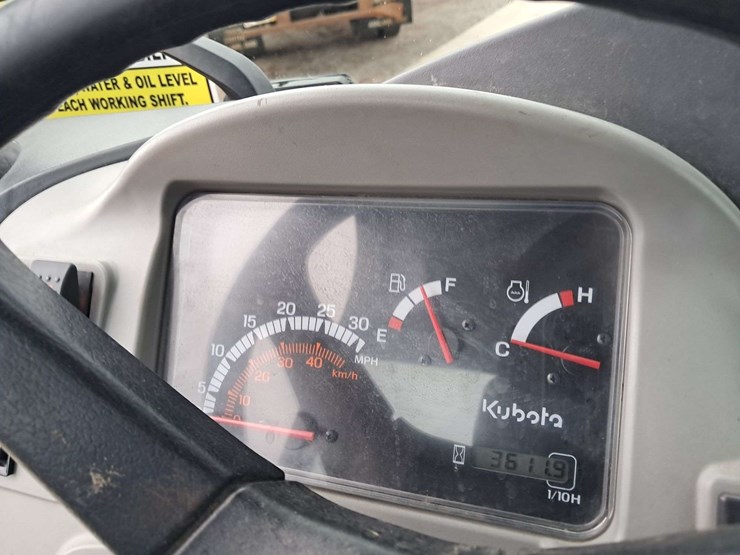 WATER & OIL LEVEL
EACH WORKING SHIFT.
F
E
H
C
5
10
15
20
25
30
MPH
0
10
20
30
40
km/h
Kubota
3611.9
1/10H